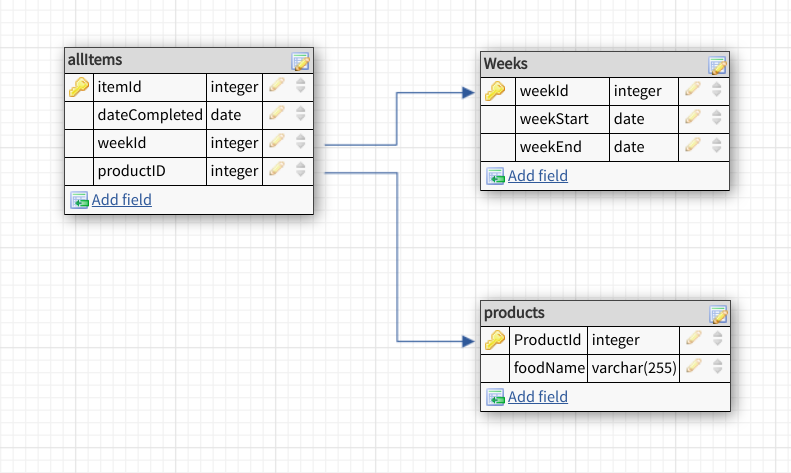 allItems
itemId integer
dateCompleted date
weekId integer
productID integer
Add field
Weeks
weekId integer
weekStart date
weekEnd date
Add field
products
ProductId integer
foodName varchar(255)
Add field